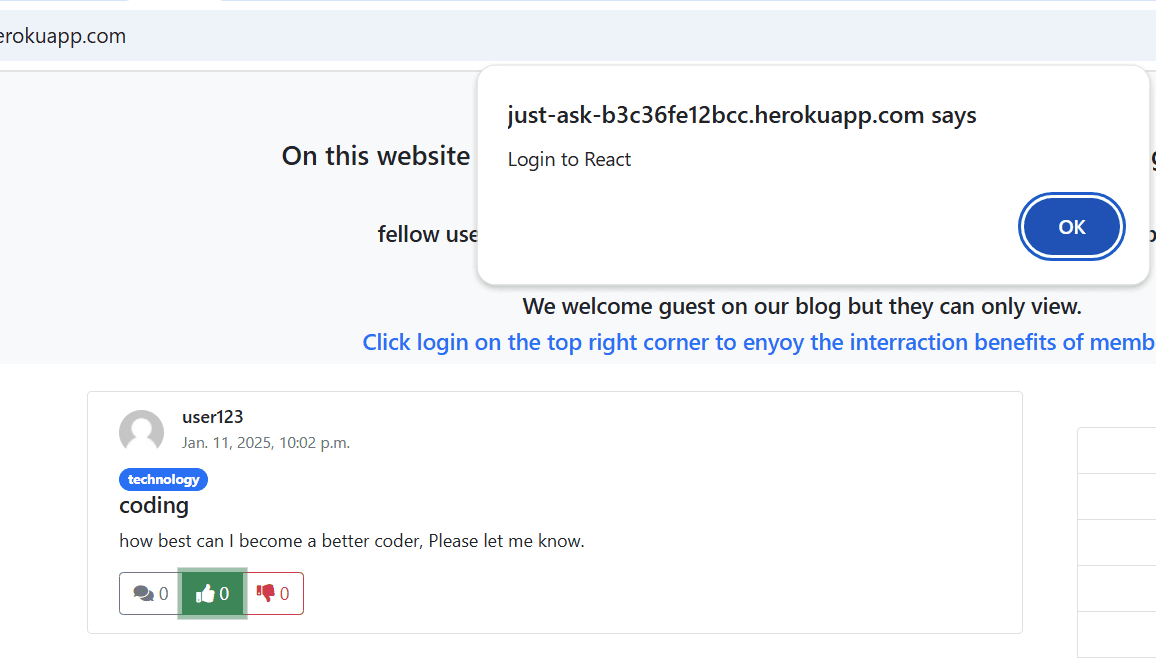 erokuapp.com
just-ask-b3c36fe12bcc.herokuapp.com says
Login to React
OK
On this website
fellow use
We welcome guest on our blog but they can only view.
Click login on the top right corner to enyoy the interraction benefits of memb
user123
Jan. 11, 2025, 10:02 p.m.
technology
coding
how best can I become a better coder, Please let me know.
0 0 0